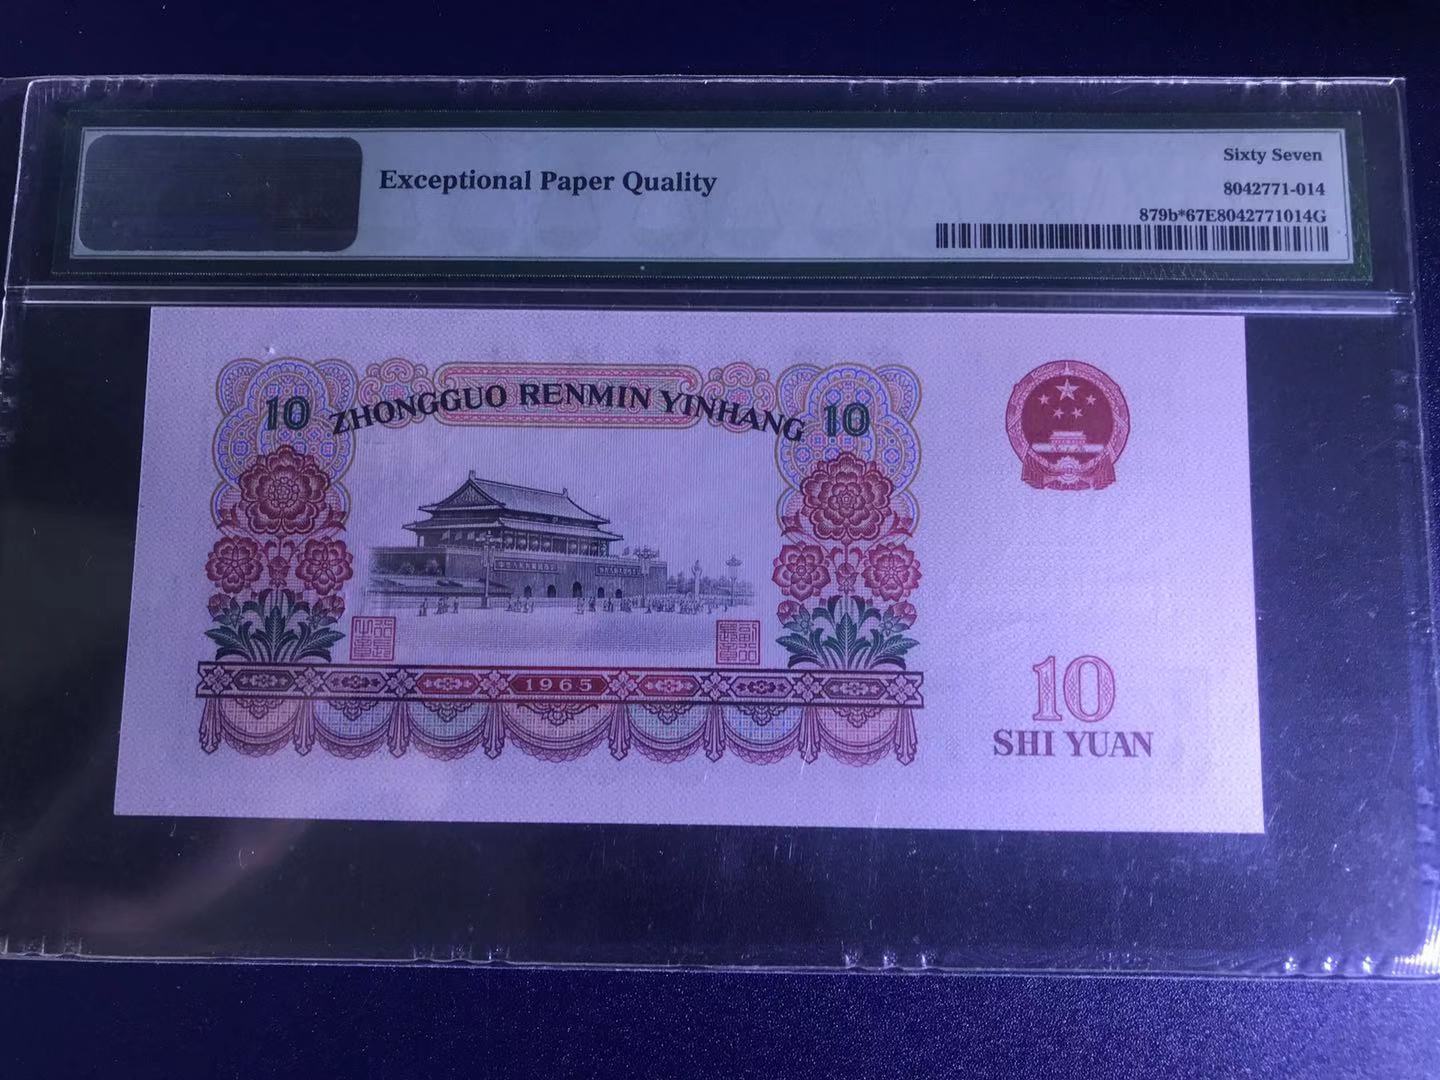 Exceptional Paper Quality
Sixty Seven
8042771-014
879b*67E8042771014G
10 ZHONGGUO RENMIN YINHANG 10
1965
10
SHI YUAN